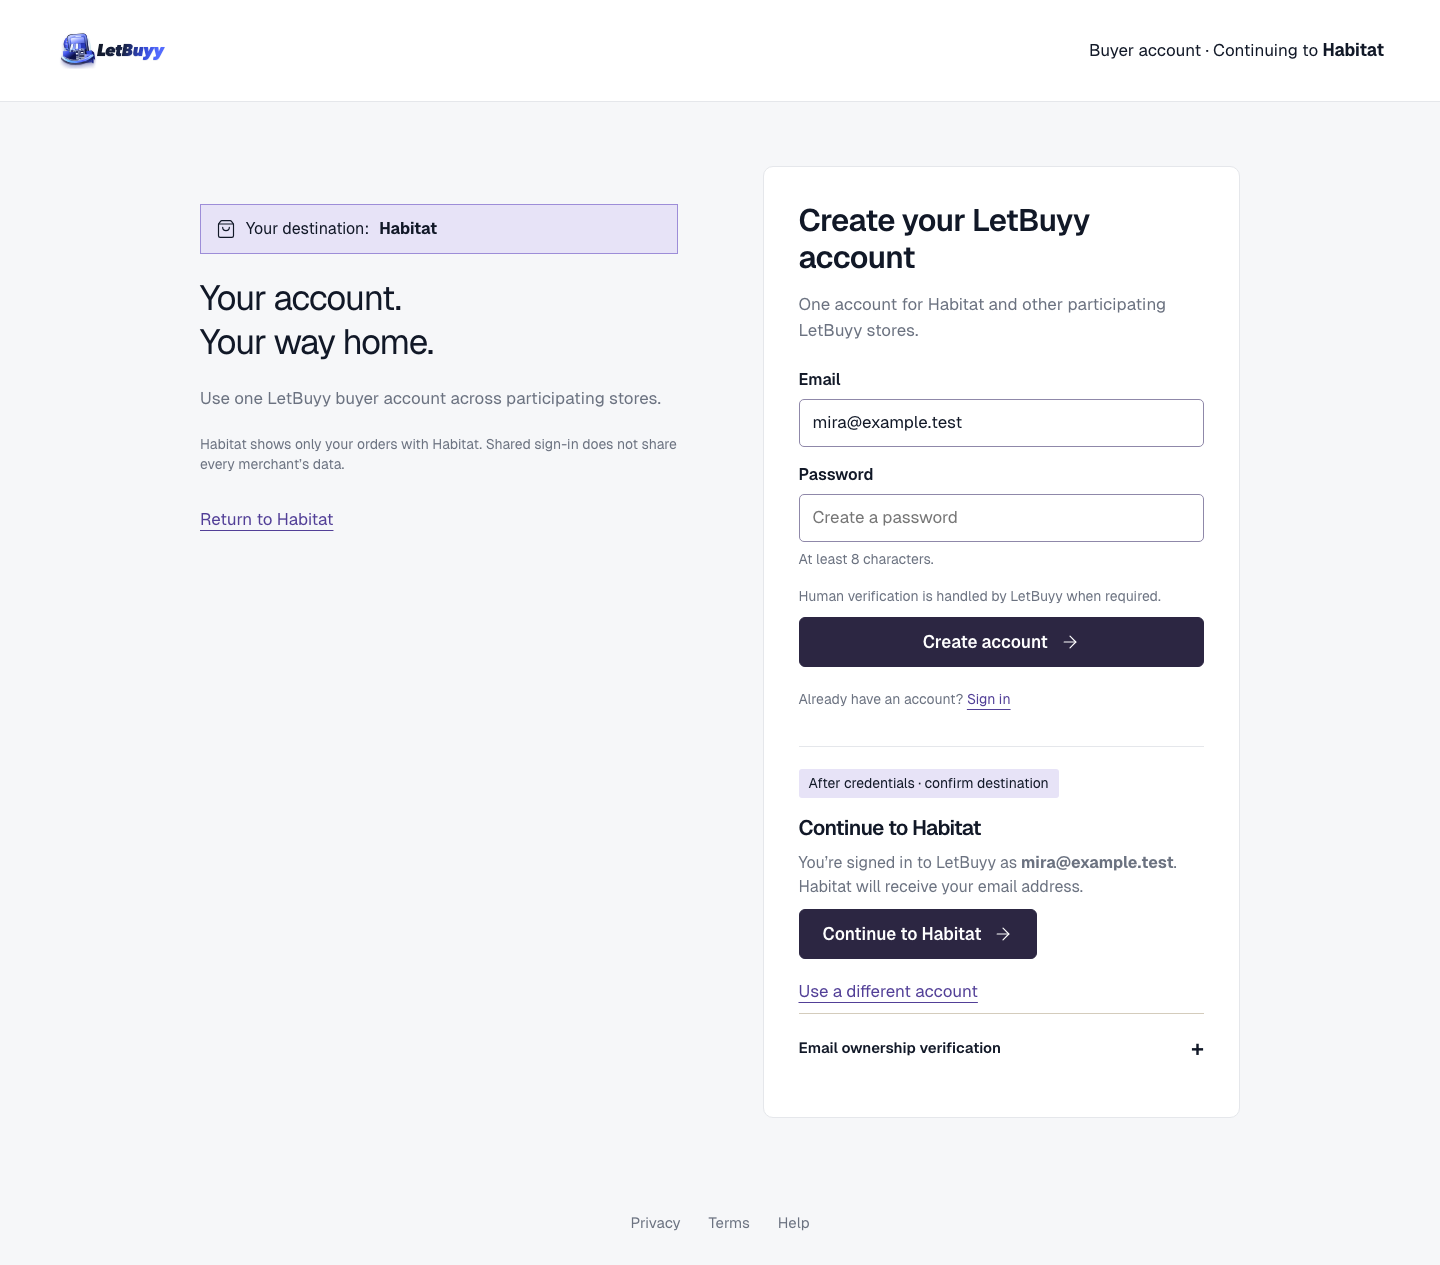 LetBuyy
Buyer account · Continuing to Habitat
Your destination: Habitat
Your account.
Your way home.
Use one LetBuyy buyer account across participating stores.
Habitat shows only your orders with Habitat. Shared sign-in does not share
every merchant's data.
Return to Habitat
Create your LetBuyy
account
One account for Habitat and other participating
LetBuyy stores.
Email
mira@example.test
Password
Create a password
At least 8 characters.
Human verification is handled by LetBuyy when required.
Create account →
Already have an account? Sign in
After credentials · confirm destination
Continue to Habitat
You're signed in to LetBuyy as mira@example.test.
Habitat will receive your email address.
Continue to Habitat →
Use a different account
Email ownership verification +
Privacy Terms Help